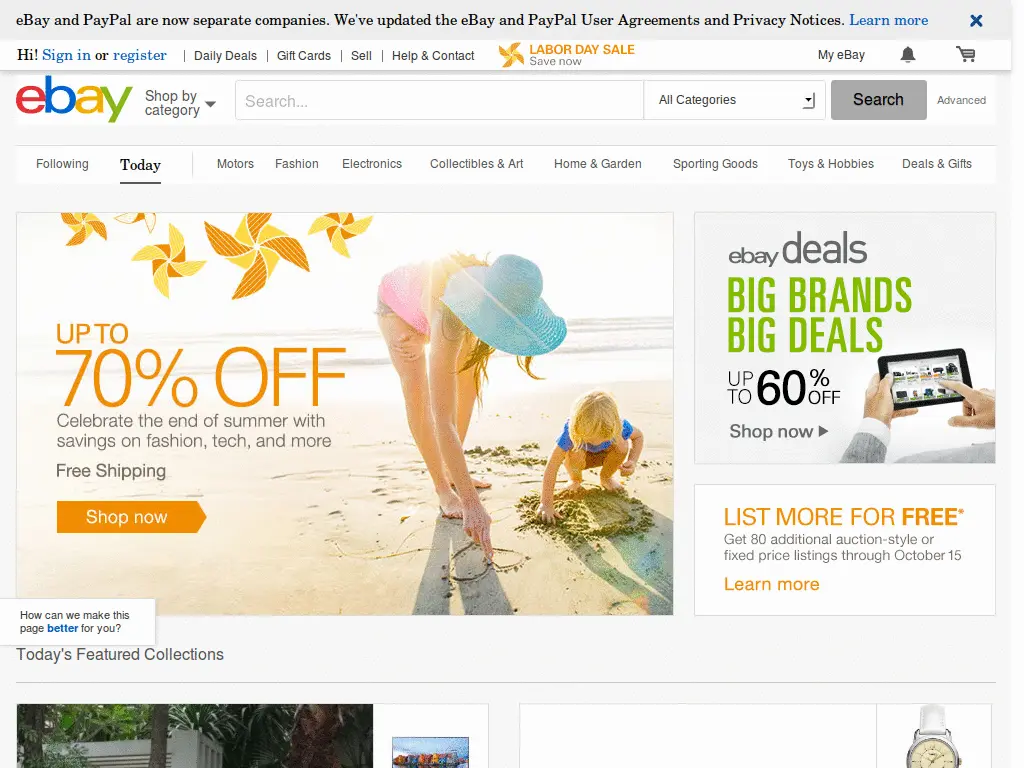 eBay and PayPal are now separate companies. We've updated the eBay and PayPal User Agreements and Privacy Notices. Learn more
Hi! Sign in or register | Daily Deals | Gift Cards | Sell | Help & Contact
LABOR DAY SALE
Save now
My eBay
ebay
Shop by
category
Search...
All Categories
Search
Advanced
Following
Today
Motors
Fashion
Electronics
Collectibles & Art
Home & Garden
Sporting Goods
Toys & Hobbies
Deals & Gifts
UP TO
70% OFF
Celebrate the end of summer with
savings on fashion, tech, and more
Free Shipping
Shop now
ebay deals
BIG BRANDS
BIG DEALS
UP TO 60% OFF
Shop now
LIST MORE FOR FREE*
Get 80 additional auction-style or
fixed price listings through October 15
Learn more
How can we make this
page better for you?
Today's Featured Collections